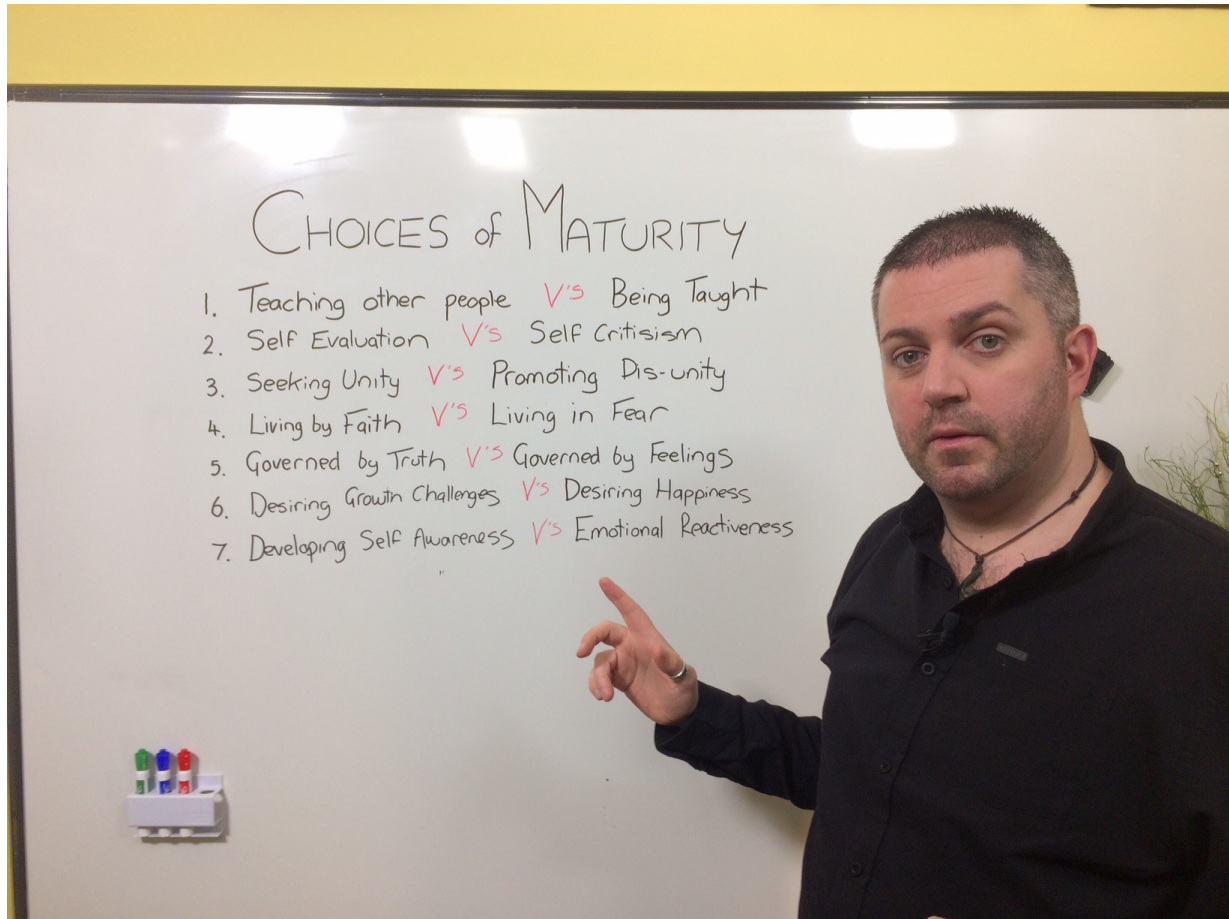 CHOICES of MATURITY
1. Teaching other people V's Being Taught
2. Self Evaluation V's Self Critisism
3. Seeking Unity V's Promoting Dis-unity
4. Living by Faith V's Living in Fear
5. Governed by Truth V's Governed by Feelings
6. Desiring Growth Challenges V's Desiring Happiness
7. Developing Self Awareness V's Emotional Reactiveness